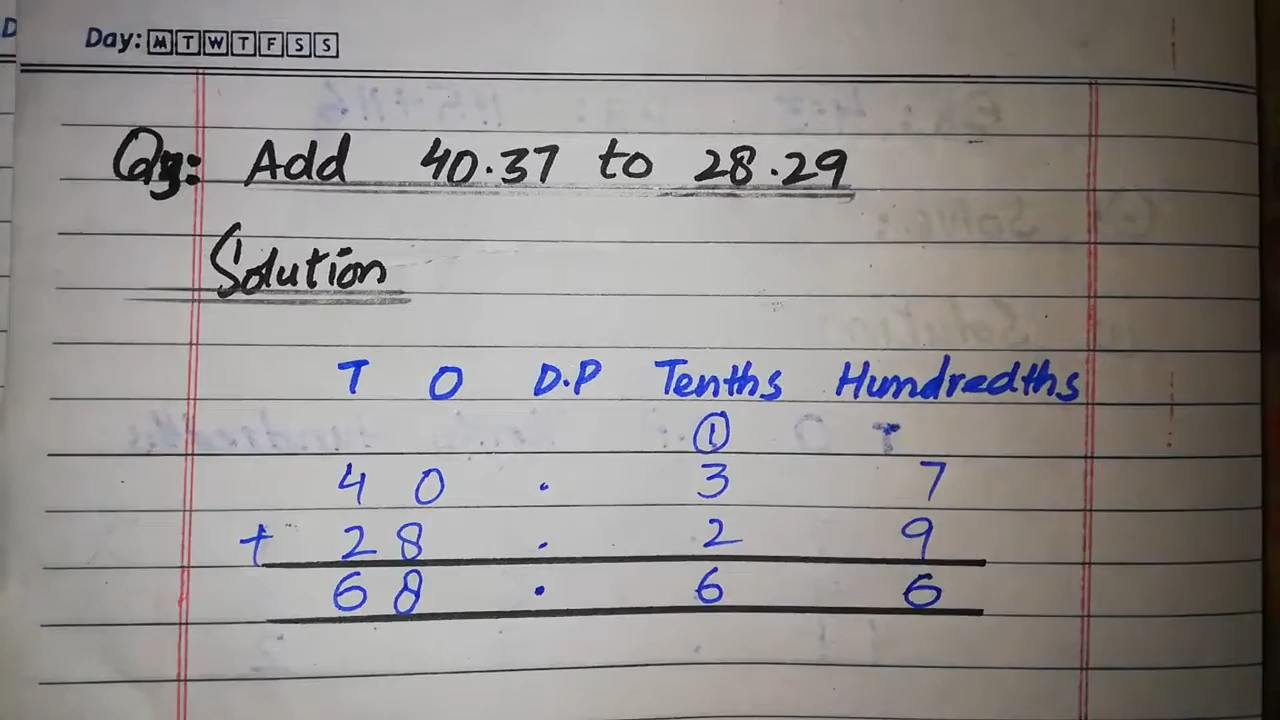 Day: M T W T F S S
Add 40.37 to 28.29
Solution
T O D.P Tenths Hundredths
1
4 0 . 3 7
+ 2 8 . 2 9
6 8 . 6 6